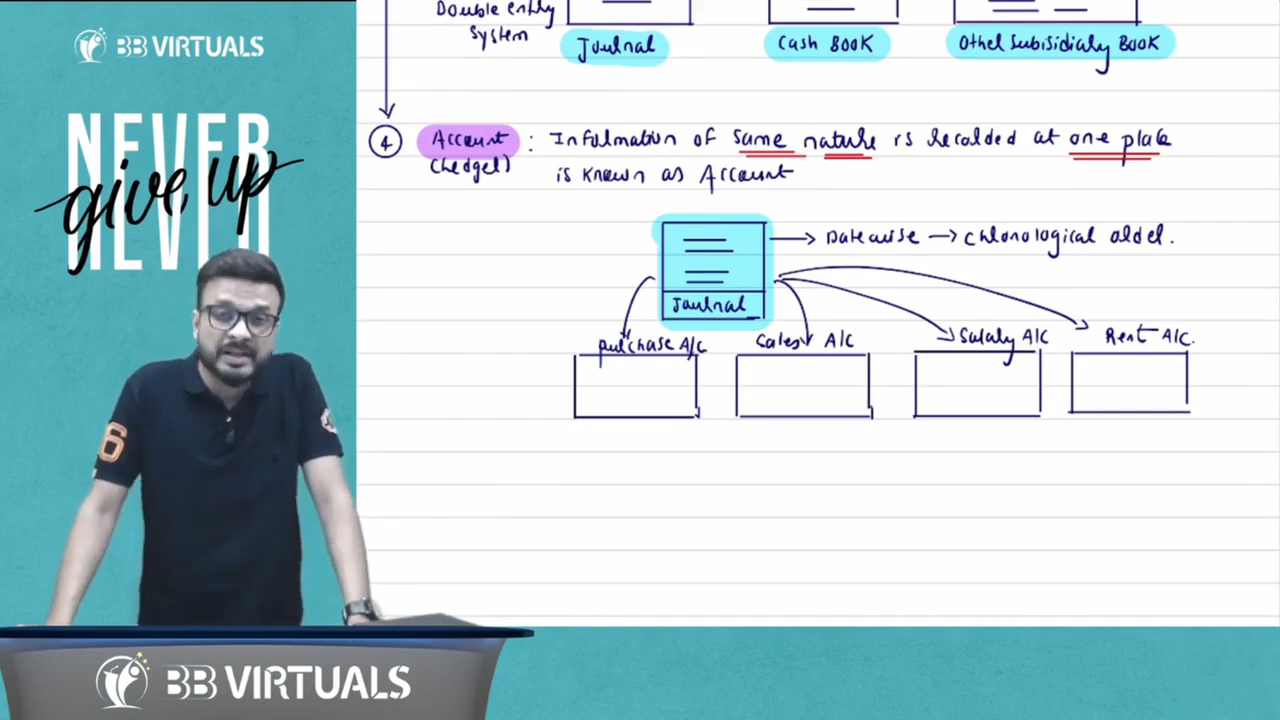 BB VIRTUALS
NEVER
give up
NEVER
Double entry
System
Journal
Cash BOOK
Other Subisidiary BOOK
4
Account
(Ledger)
: Information of same nature is recorded at one place
is known as Account
Datewise → chronological order.
Journal
purchase A/C
Sales A/C
Salary A/C
Rent A/C.
6
BB VIRTUALS